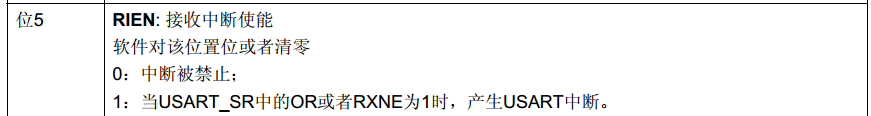 位5
RIEN: 接收中断使能
软件对该位置位或者清零
0：中断被禁止；
1：当USART_SR中的OR或者RXNE为1时，产生USART中断。